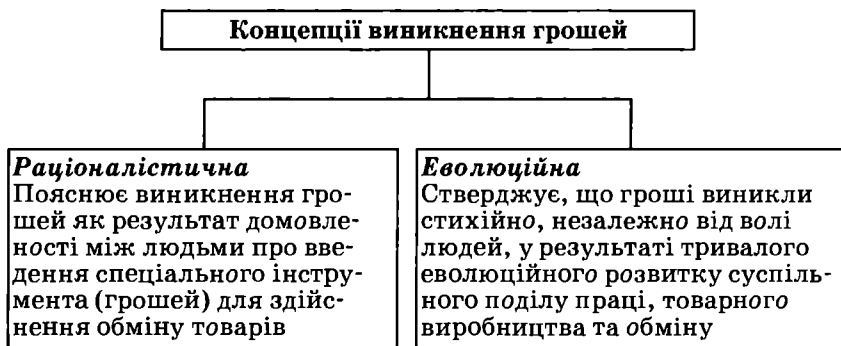 Концепції виникнення грошей
Раціоналістична
Пояснює виникнення гро-
шей як результат домовле-
ності між людьми про вве-
дення спеціального інстру-
мента (грошей) для здійс-
нення обміну товарів
Еволюційна
Стверджує, що гроші виникли
стихійно, незалежно від волі
людей, у результаті тривалого
еволюційного розвитку суспіль-
ного поділу праці, товарного
виробництва та обміну